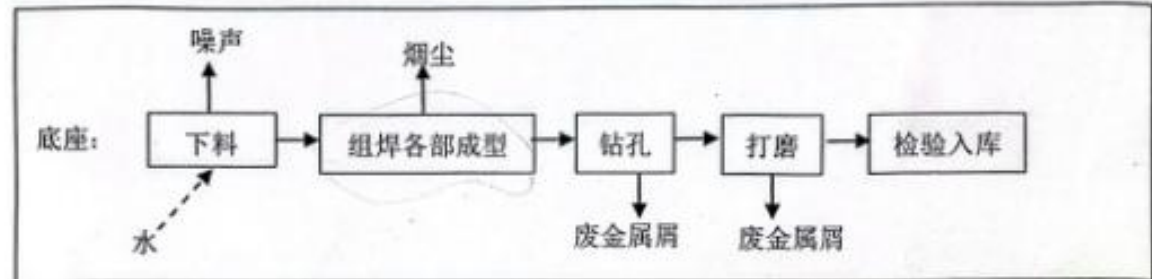 噪声
烟尘
底座:
下料
组焊各部成型
钻孔
打磨
检验入库
水
废金属屑
废金属屑